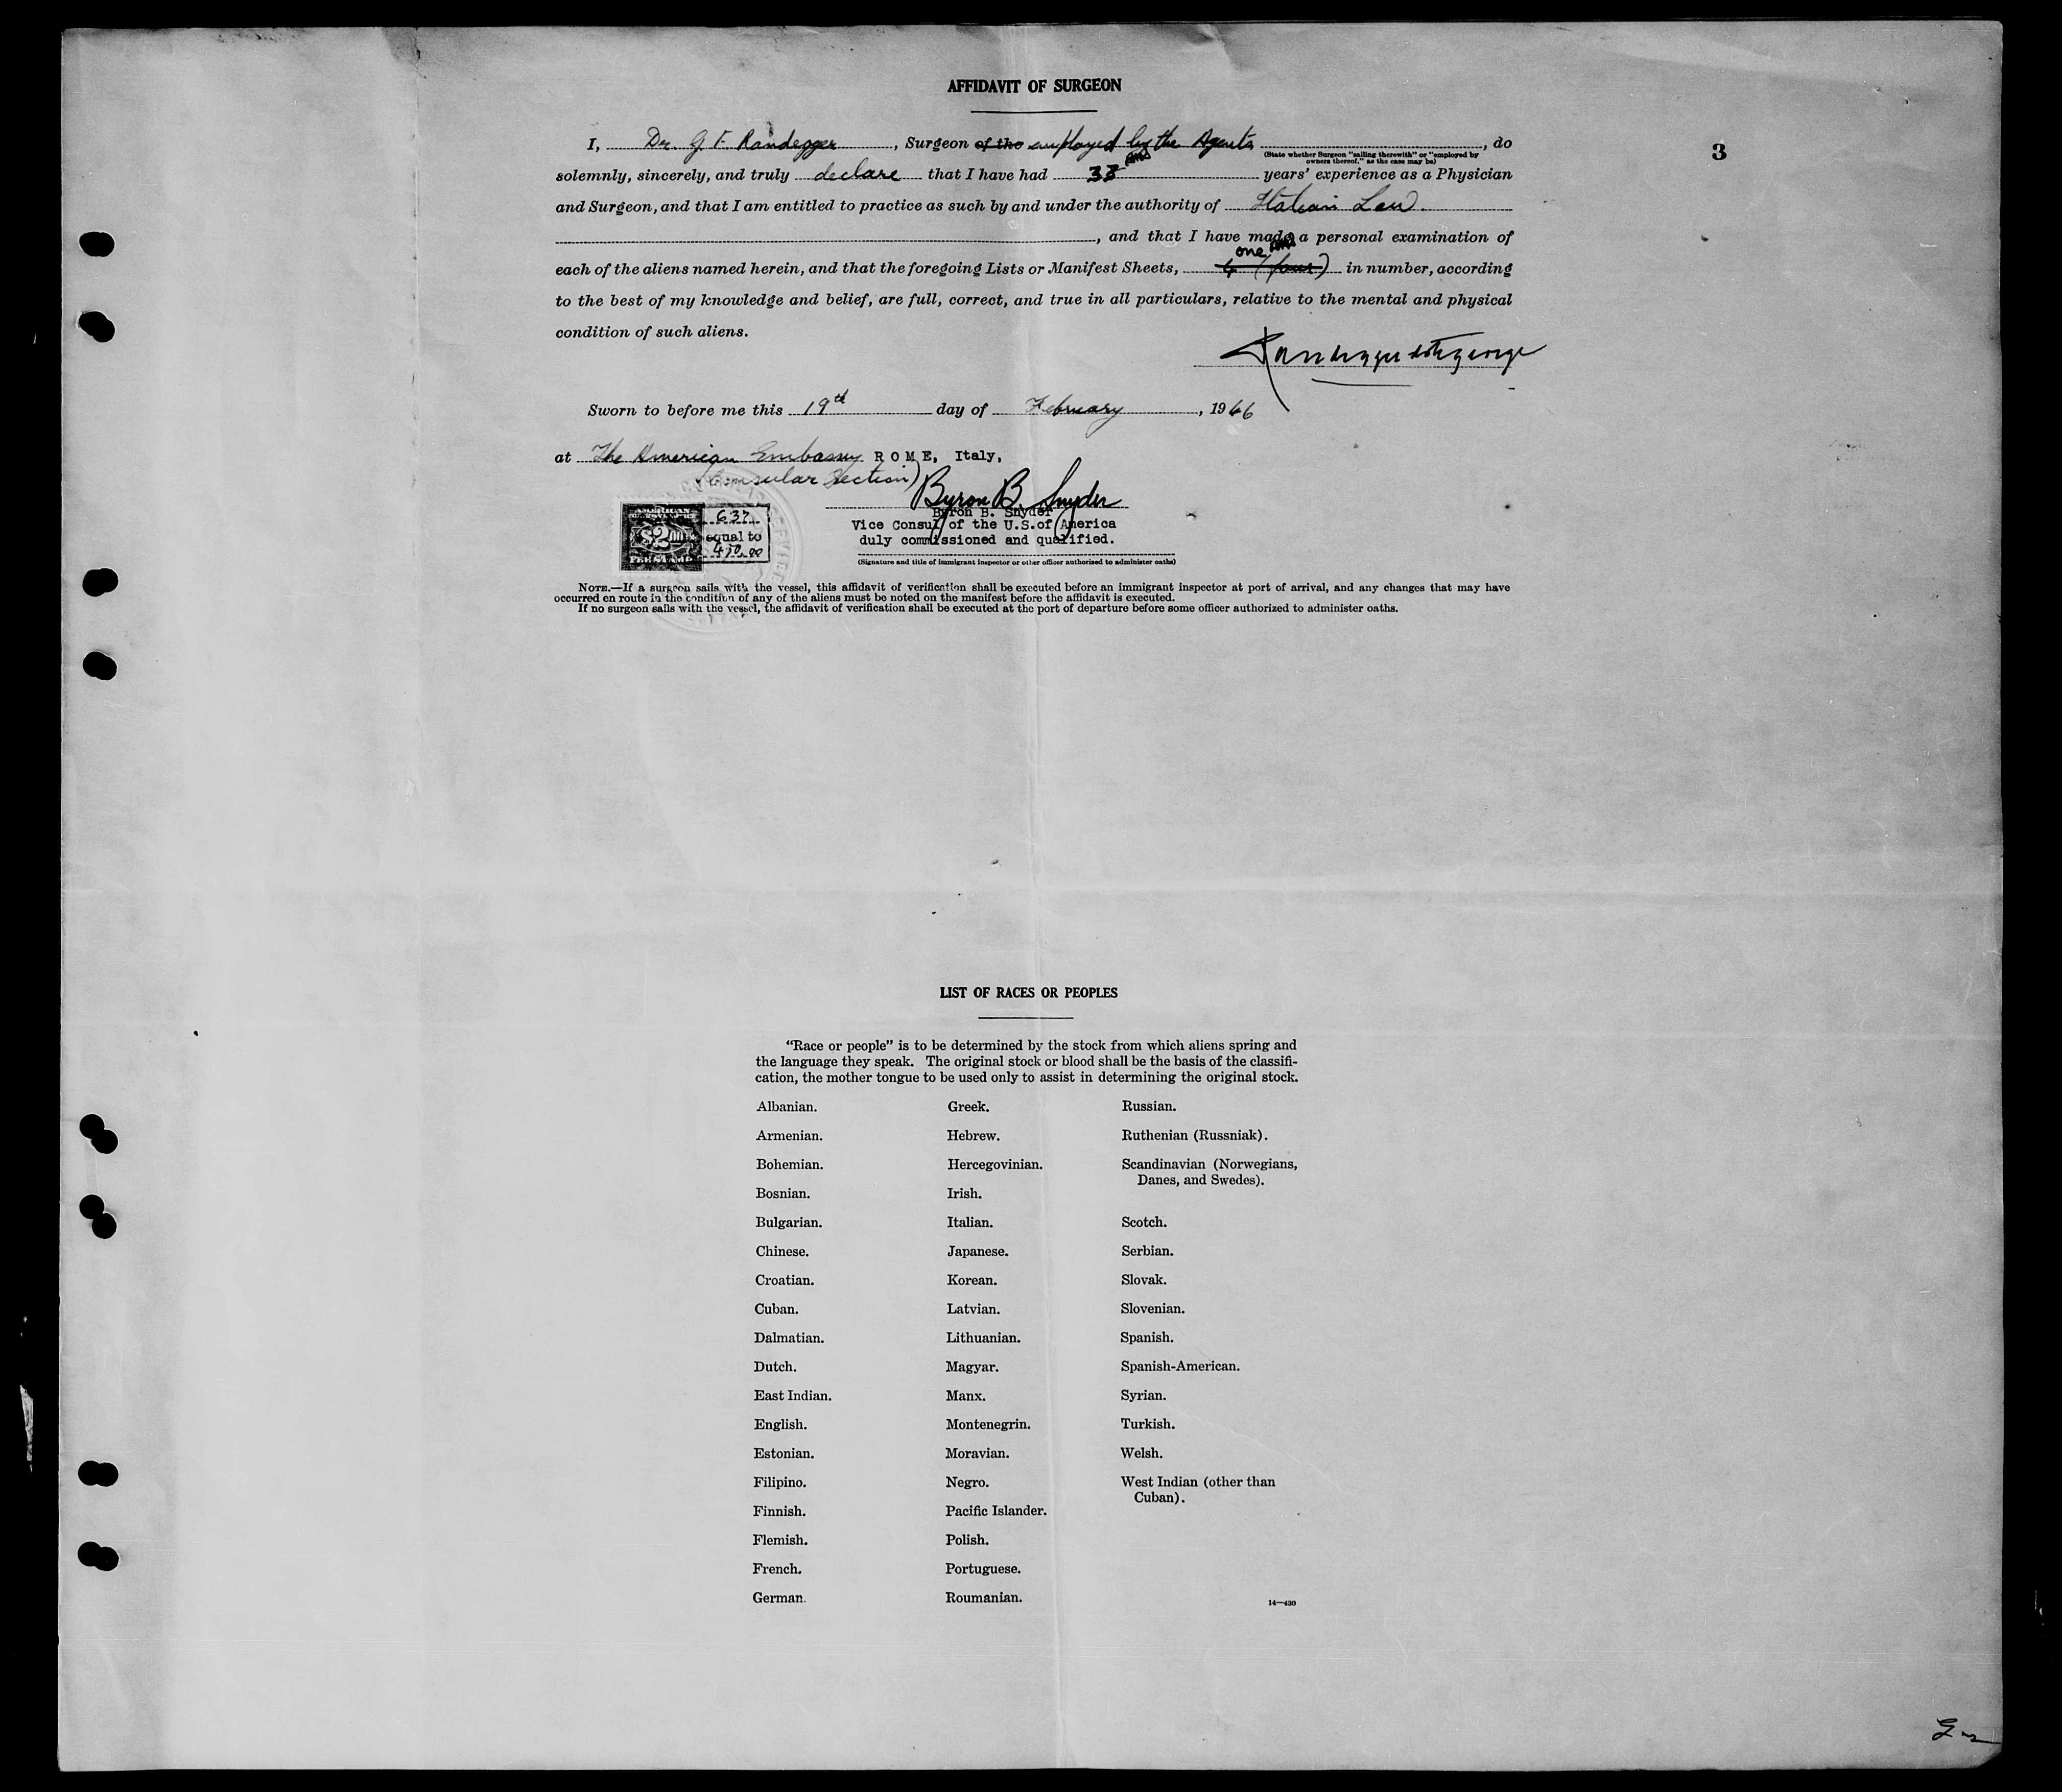 AFFIDAVIT OF SURGEON
3
I, Dr. G. F. Randegger, Surgeon of the employed by the Agents, do
(State whether Surgeon "sailing therewith" or "employed by
owners thereof," as the case may be)
solemnly, sincerely, and truly declare that I have had years' experience as a Physician
and Surgeon, and that I am entitled to practice as such by and under the authority of Italian Law.
, and that I have made a personal examination of
one
each of the aliens named herein, and that the foregoing Lists or Manifest Sheets, 4 (four) in number, according
to the best of my knowledge and belief, are full, correct, and true in all particulars, relative to the mental and physical
condition of such aliens.
Sworn to before me this 19th day of February, 1946
at The American Embassy R O M E, Italy,
(Consular Section)
Byron B. Snyder
Byron B. Snyder
Vice Consul of the U.S.of America
duly commissioned and qualified.
(Signature and title of immigrant inspector or other officer authorized to administer oaths)
AMERICAN
$2
637
equal to
NOTE.—If a surgeon sails with the vessel, this affidavit of verification shall be executed before an immigrant inspector at port of arrival, and any changes that may have
occurred en route in the condition of any of the aliens must be noted on the manifest before the affidavit is executed.
If no surgeon sails with the vessel, the affidavit of verification shall be executed at the port of departure before some officer authorized to administer oaths.
LIST OF RACES OR PEOPLES
"Race or people" is to be determined by the stock from which aliens spring and
the language they speak. The original stock or blood shall be the basis of the classifi-
cation, the mother tongue to be used only to assist in determining the original stock.
Albanian.
Armenian.
Bohemian.
Bosnian.
Bulgarian.
Chinese.
Croatian.
Cuban.
Dalmatian.
Dutch.
East Indian.
English.
Estonian.
Filipino.
Finnish.
Flemish.
French.
German.
Greek.
Hebrew.
Hercegovinian.
Irish.
Italian.
Japanese.
Korean.
Latvian.
Lithuanian.
Magyar.
Manx.
Montenegrin.
Moravian.
Negro.
Pacific Islander.
Polish.
Portuguese.
Roumanian.
Russian.
Ruthenian (Russniak).
Scandinavian (Norwegians,
Danes, and Swedes).
Scotch.
Serbian.
Slovak.
Slovenian.
Spanish.
Spanish-American.
Syrian.
Turkish.
Welsh.
West Indian (other than
Cuban).
14—430